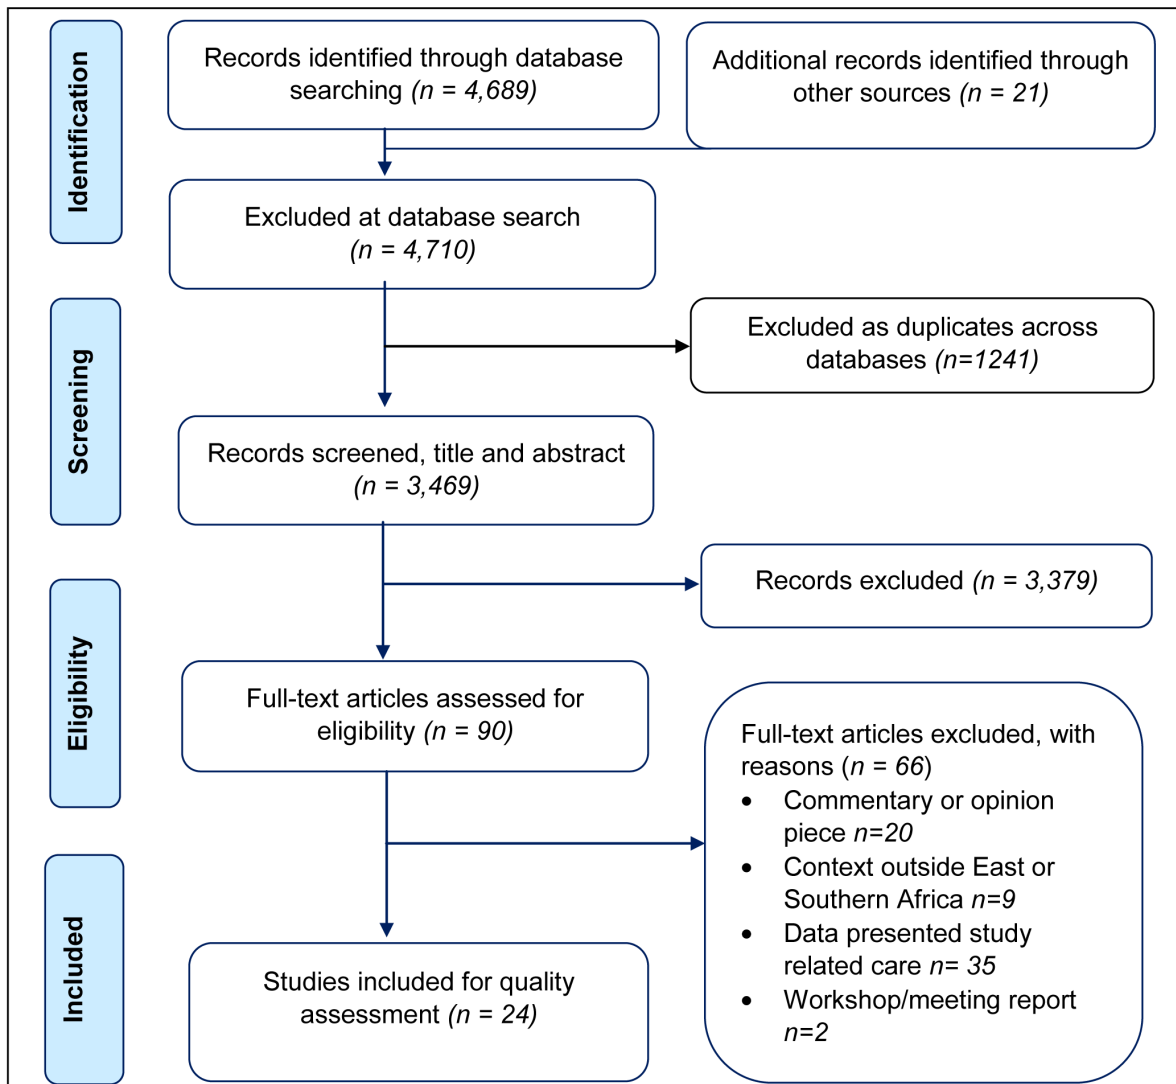 Identification
Records identified through database
searching (n = 4,689)
Additional records identified through
other sources (n = 21)
Excluded at database search
(n = 4,710)
Screening
Excluded as duplicates across
databases (n=1241)
Records screened, title and abstract
(n = 3,469)
Records excluded (n = 3,379)
Eligibility
Full-text articles assessed for
eligibility (n = 90)
Full-text articles excluded, with
reasons (n = 66)
• Commentary or opinion
piece n=20
• Context outside East or
Southern Africa n=9
• Data presented study
related care n= 35
• Workshop/meeting report
n=2
Included
Studies included for quality
assessment (n = 24)